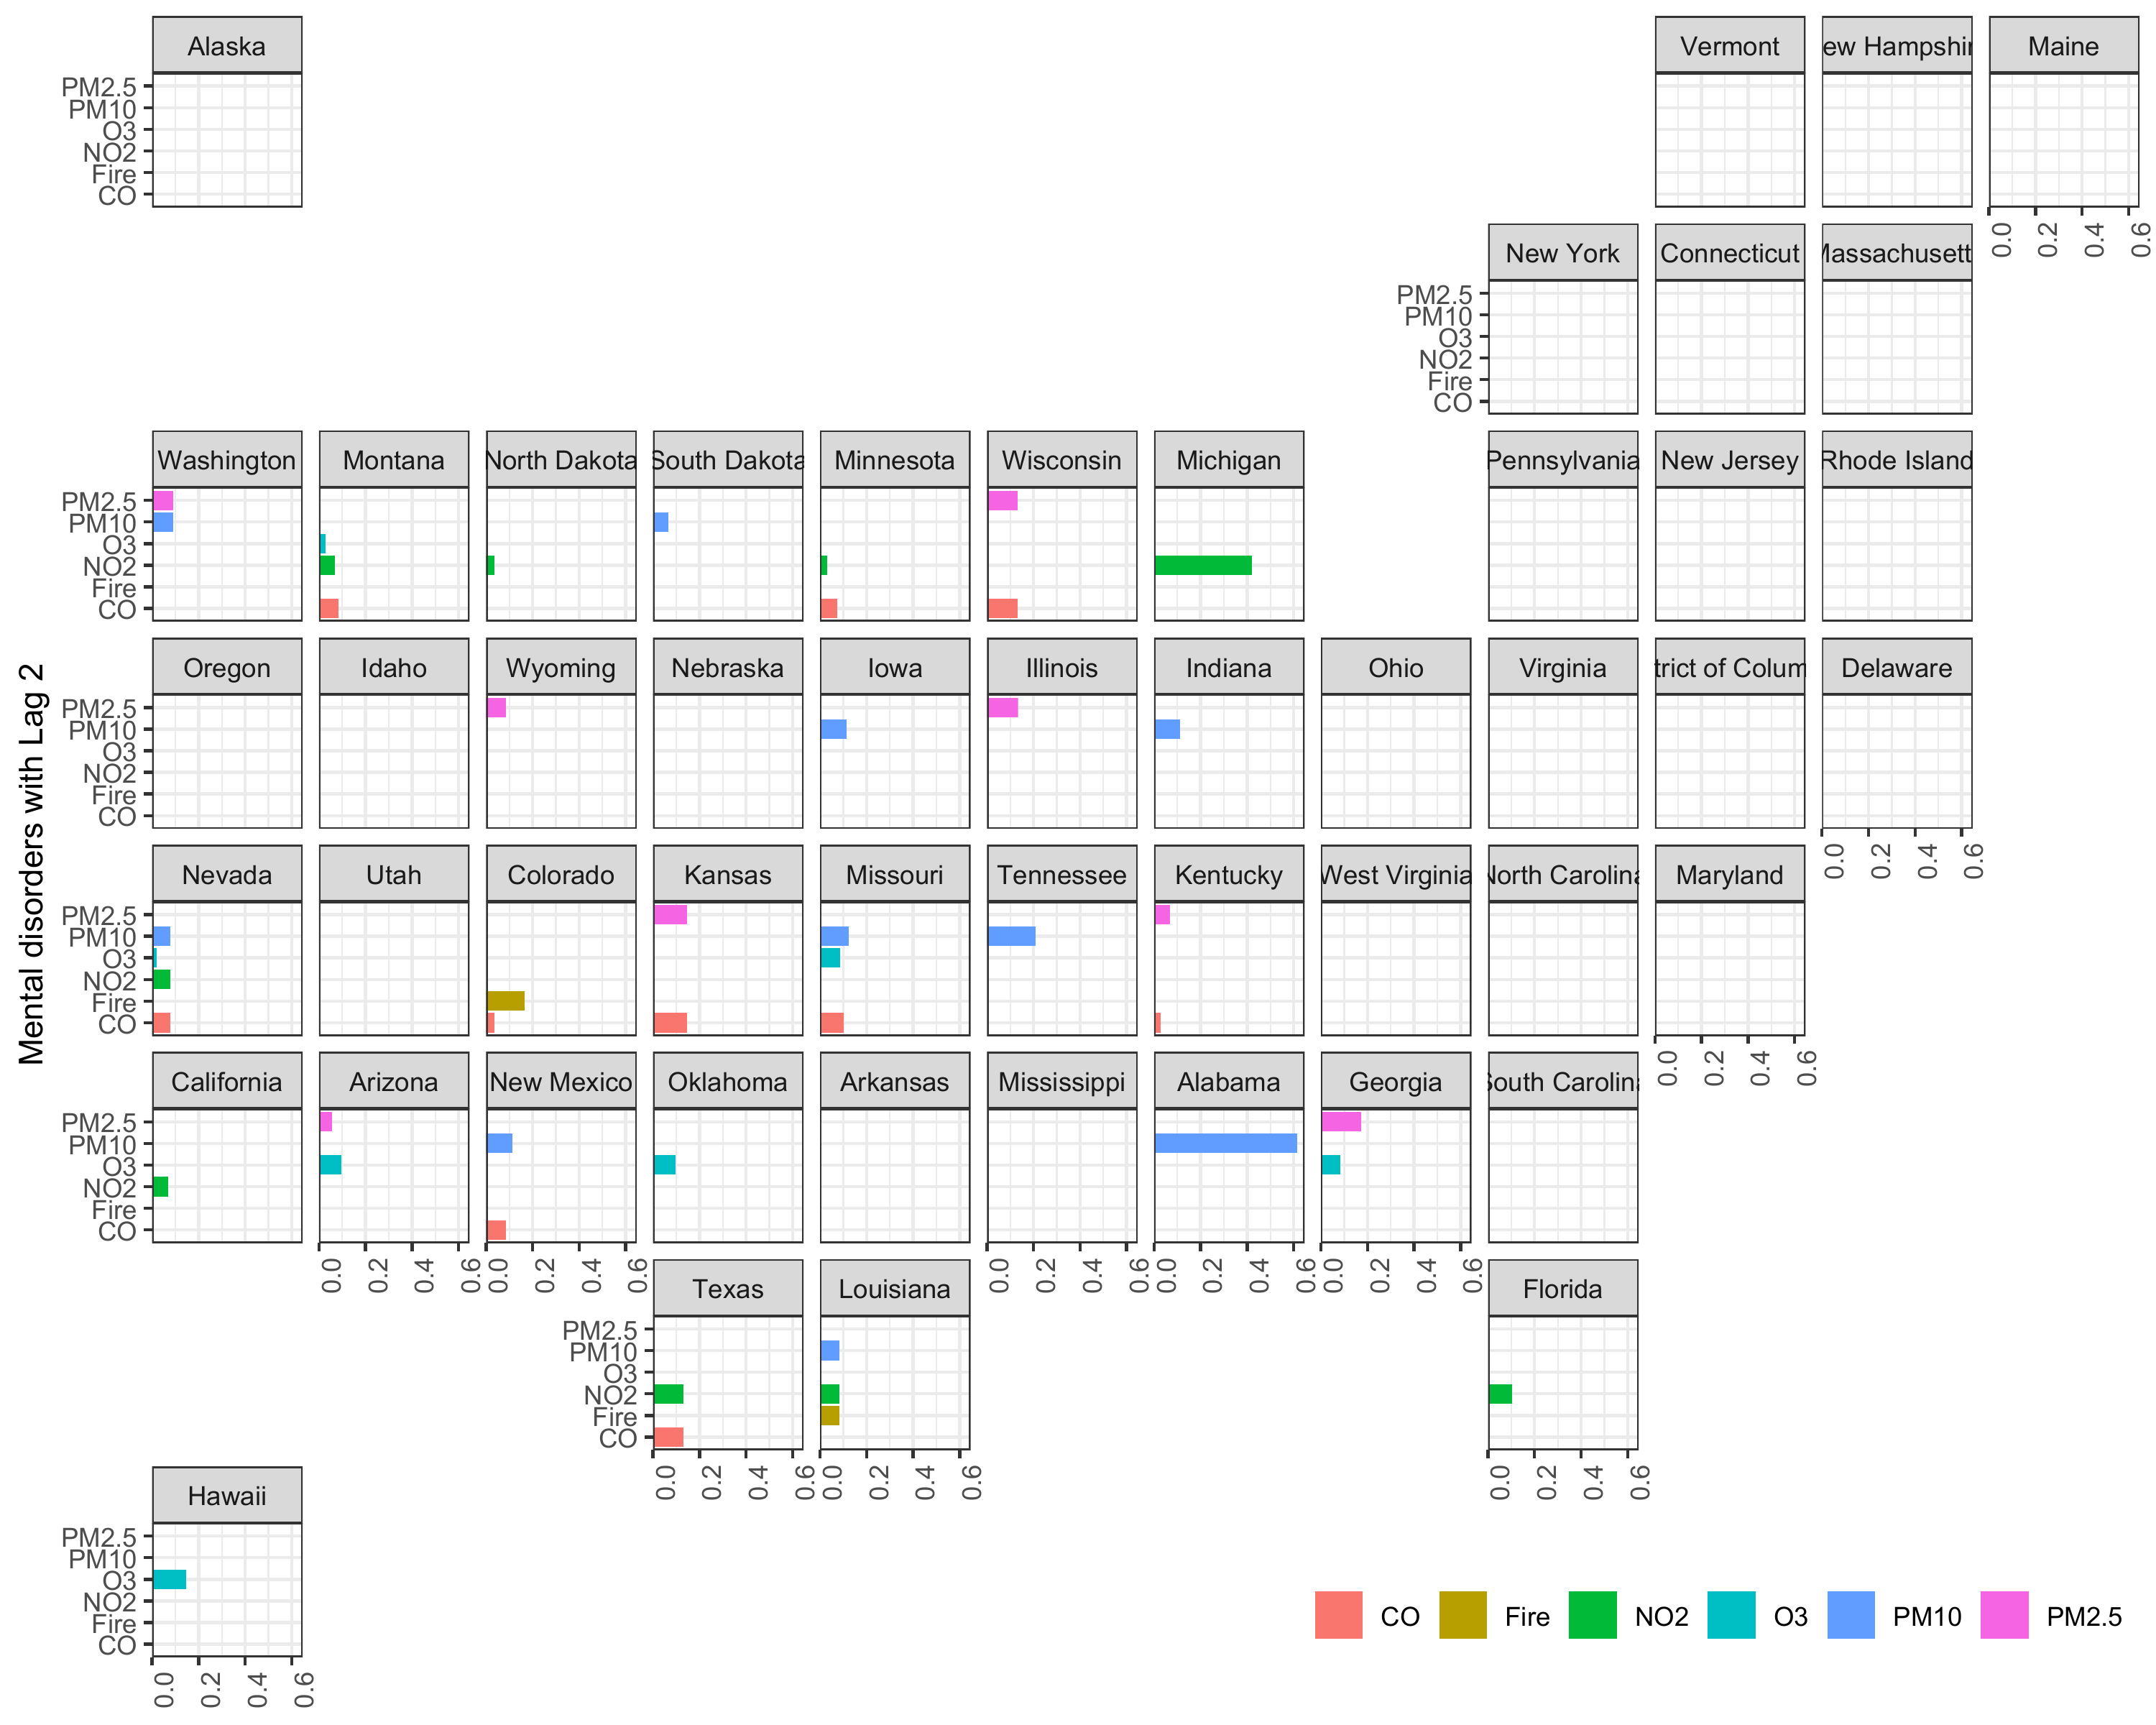 Alaska
Vermont
ew Hampshir
Maine
PM2.5
PM10
O3
NO2
Fire
CO
0.0 0.2 0.4 0.6
New York
Connecticut
Massachusett
PM2.5
PM10
O3
NO2
Fire
CO
Washington
Montana
North Dakota
South Dakota
Minnesota
Wisconsin
Michigan
Pennsylvania
New Jersey
Rhode Island
PM2.5
PM10
O3
NO2
Fire
CO
Mental disorders with Lag 2
Oregon
Idaho
Wyoming
Nebraska
Iowa
Illinois
Indiana
Ohio
Virginia
trict of Colum
Delaware
PM2.5
PM10
O3
NO2
Fire
CO
0.0 0.2 0.4 0.6
Nevada
Utah
Colorado
Kansas
Missouri
Tennessee
Kentucky
West Virginia
North Carolina
Maryland
PM2.5
PM10
O3
NO2
Fire
CO
0.0 0.2 0.4 0.6
California
Arizona
New Mexico
Oklahoma
Arkansas
Mississippi
Alabama
Georgia
South Carolina
PM2.5
PM10
O3
NO2
Fire
CO
0.0 0.2 0.4 0.6
0.0 0.2 0.4 0.6
0.0 0.2 0.4 0.6
0.0 0.2 0.4 0.6
0.0 0.2 0.4 0.6
Texas
Louisiana
Florida
PM2.5
PM10
O3
NO2
Fire
CO
0.0 0.2 0.4 0.6
0.0 0.2 0.4 0.6
0.0 0.2 0.4 0.6
Hawaii
PM2.5
PM10
O3
NO2
Fire
CO
0.0 0.2 0.4 0.6
CO Fire NO2 O3 PM10 PM2.5